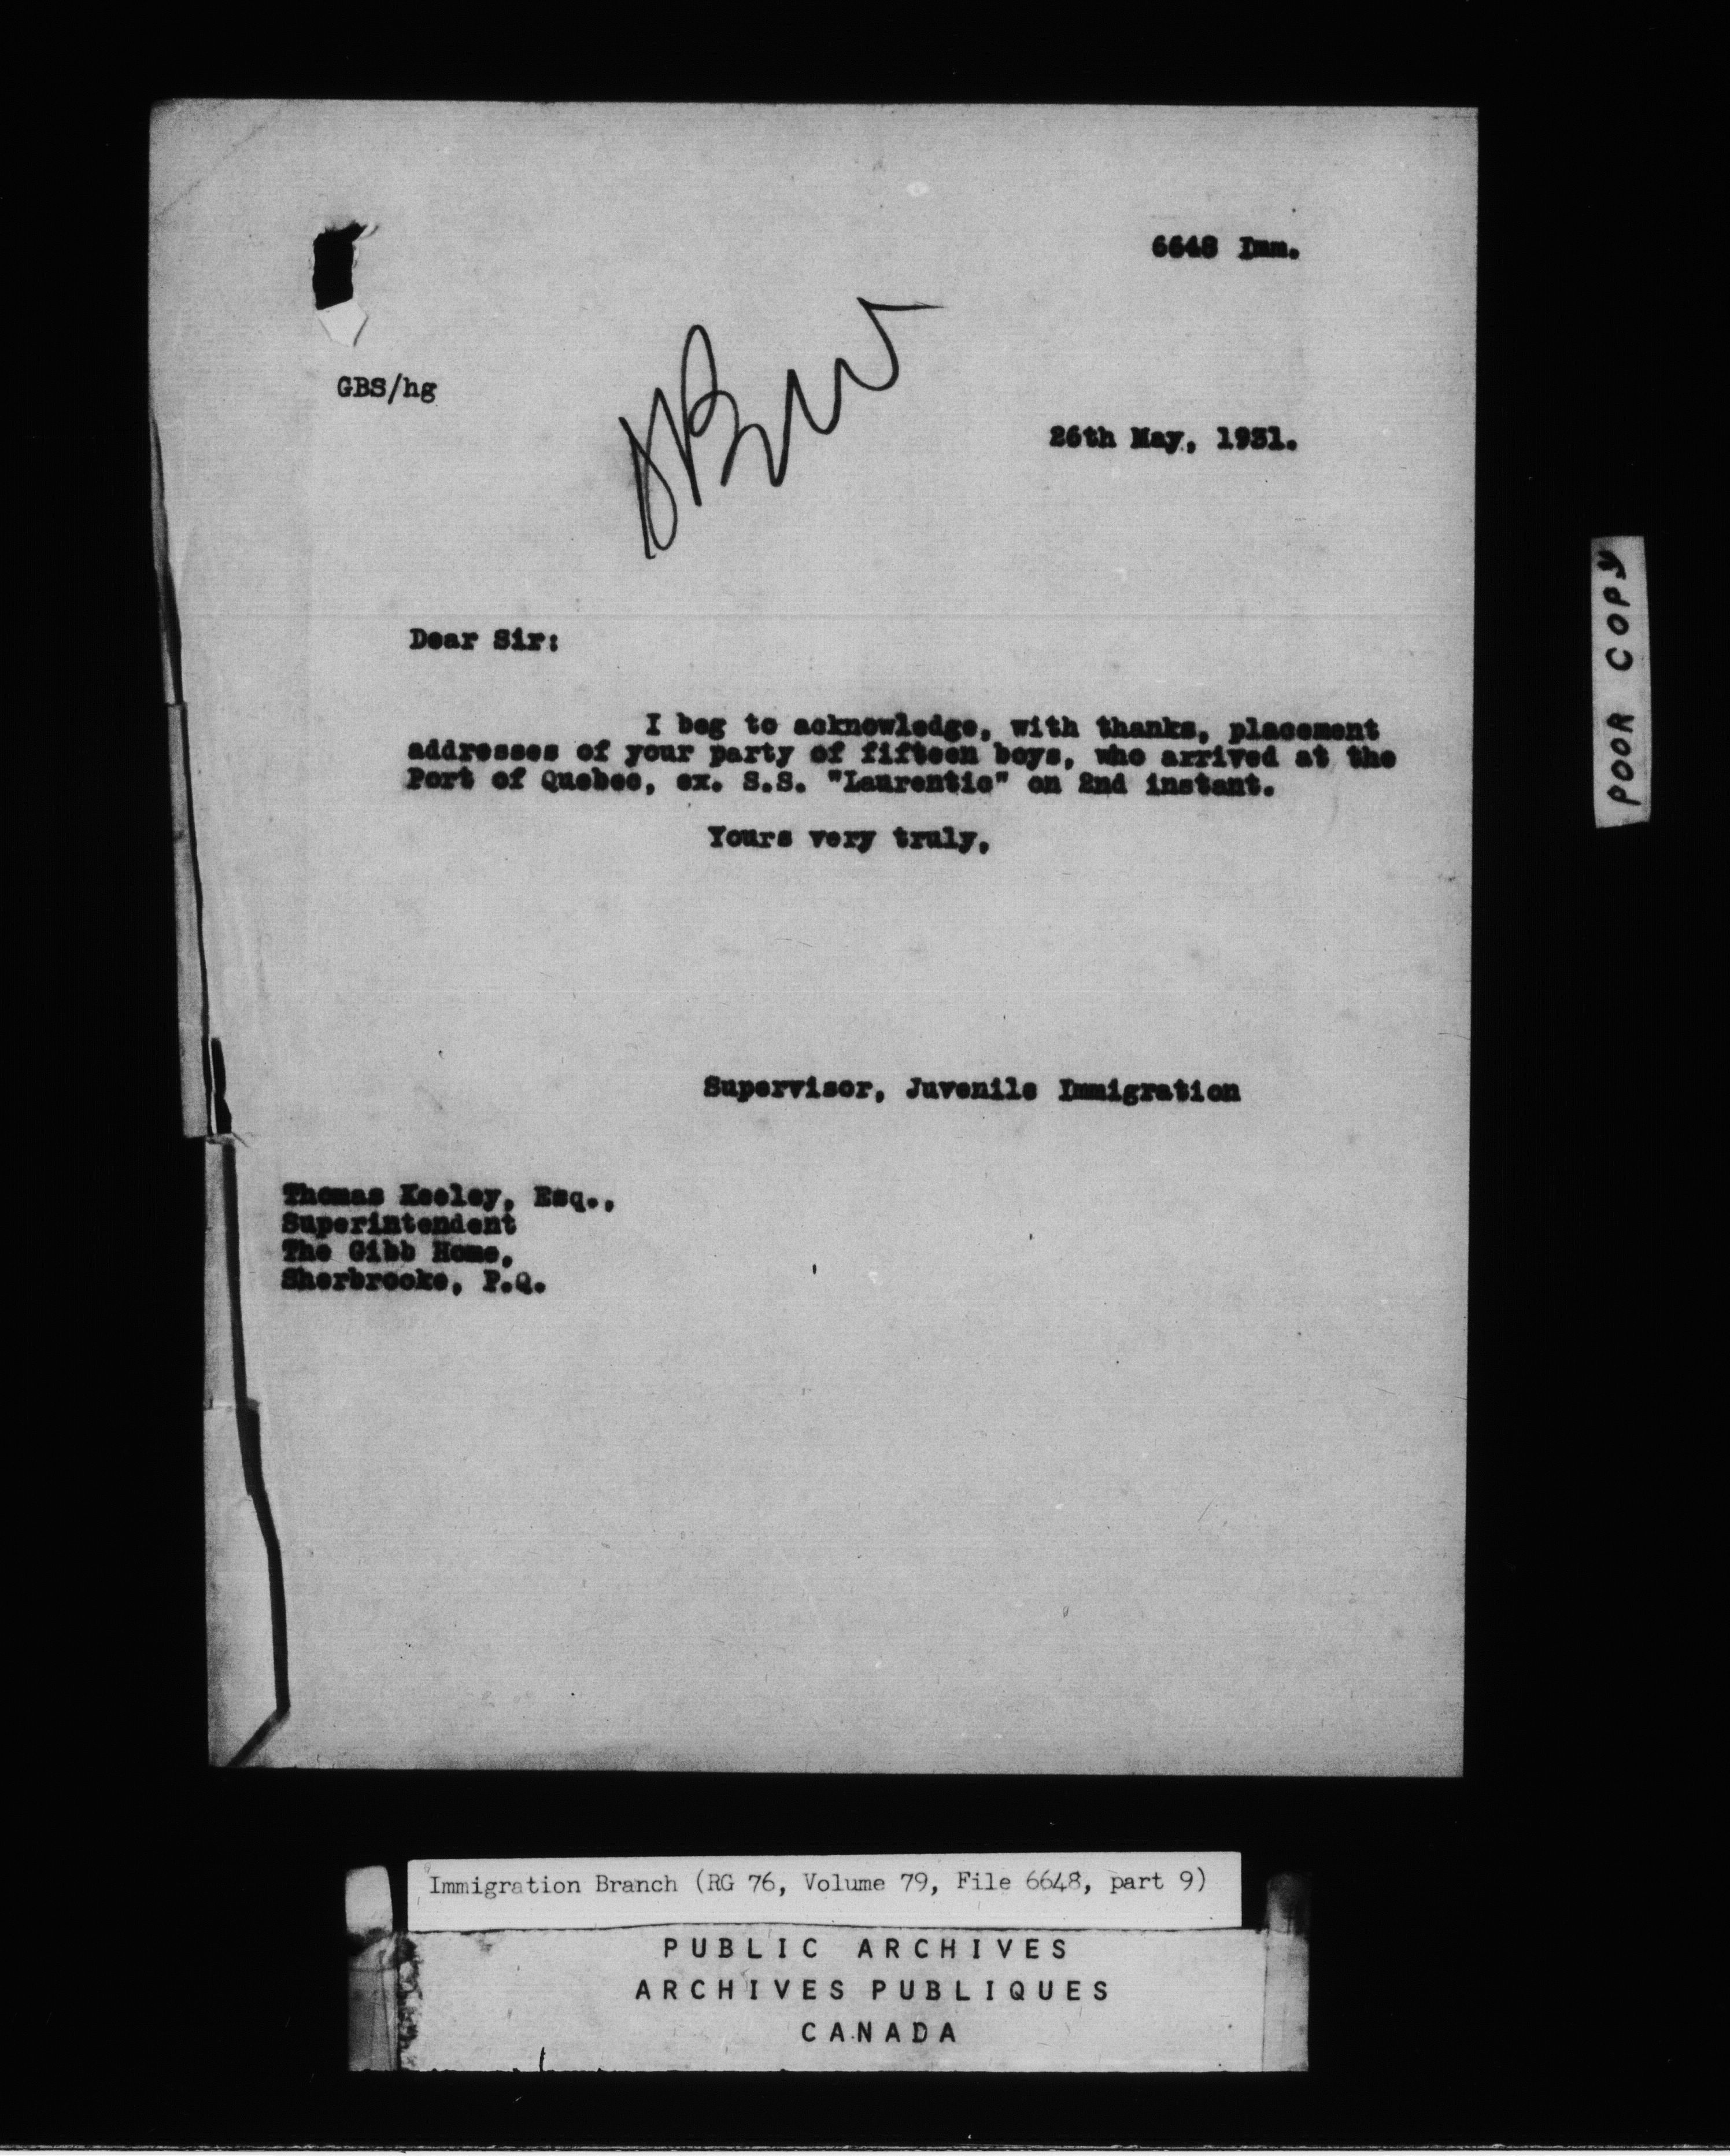 6648 Imm.
GBS/hg
26th May, 1931.
Dear Sir:
I beg to acknowledge, with thanks, placement
addresses of your party of fifteen boys, who arrived at the
Port of Quebec, ex. S.S. "Laurentic" on 2nd instant.
Yours very truly,
Supervisor, Juvenile Immigration
Thomas Keeley, Esq.,
Superintendent
The Gibb Home,
Sherbrooke, P.Q.
POOR COPY
Immigration Branch (RG 76, Volume 79, File 6648, part 9)
PUBLIC ARCHIVES
ARCHIVES PUBLIQUES
CANADA